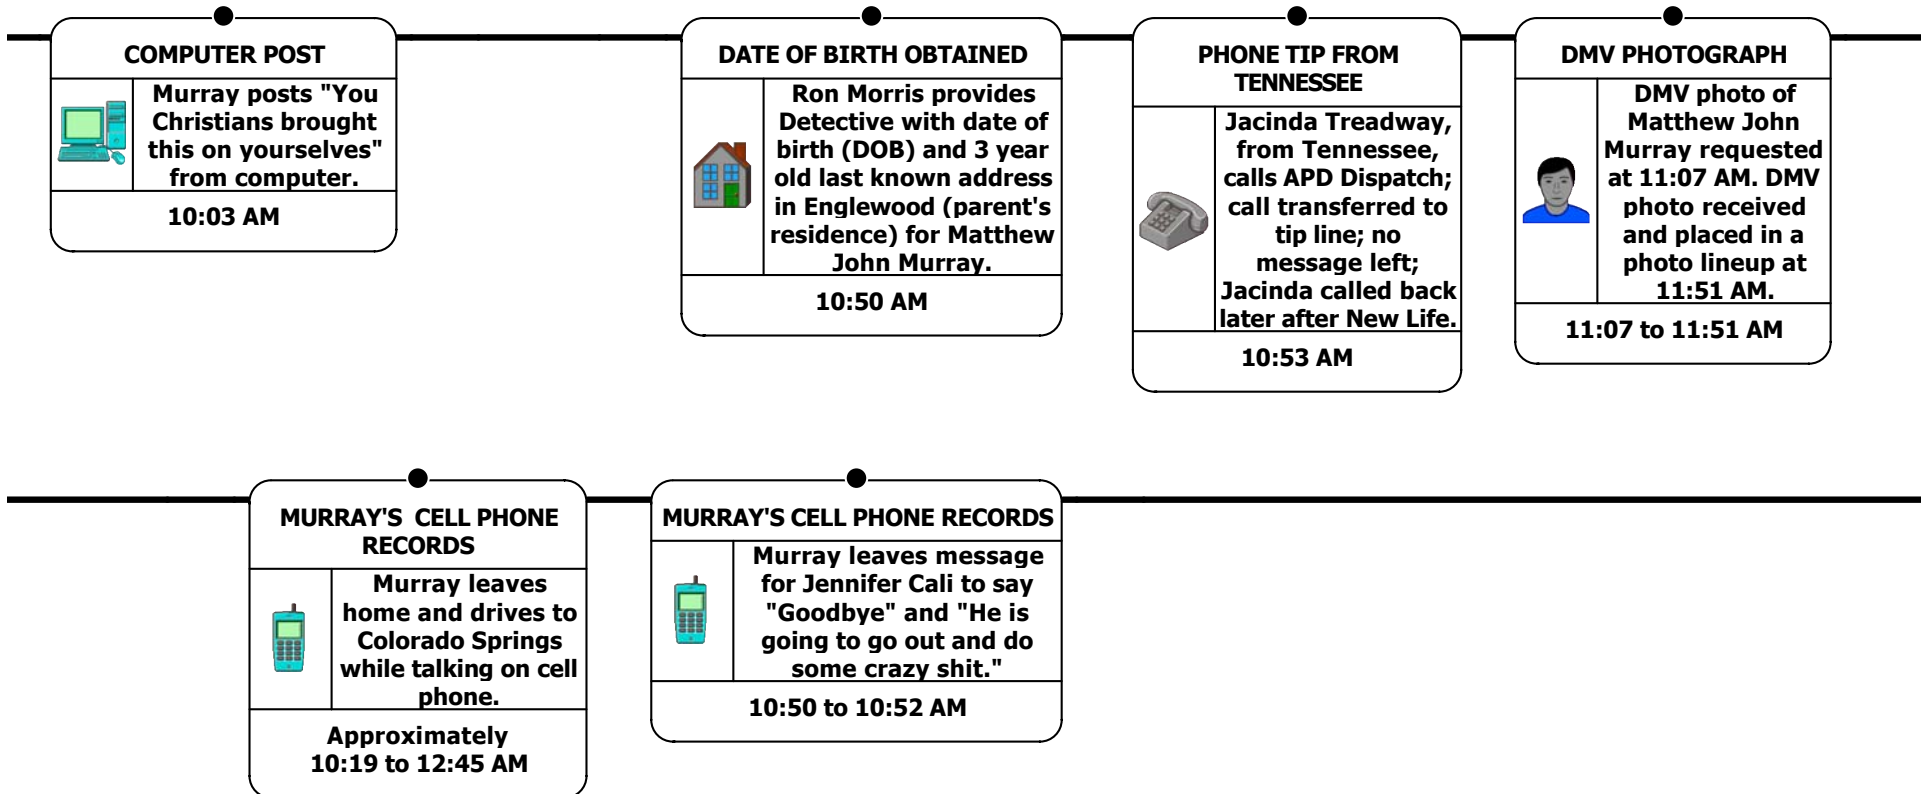 COMPUTER POST
Murray posts "You
Christians brought
this on yourselves"
from computer.
10:03 AM
DATE OF BIRTH OBTAINED
Ron Morris provides
Detective with date of
birth (DOB) and 3 year
old last known address
in Englewood (parent's
residence) for Matthew
John Murray.
10:50 AM
PHONE TIP FROM
TENNESSEE
Jacinda Treadway,
from Tennessee,
calls APD Dispatch;
call transferred to
tip line; no
message left;
Jacinda called back
later after New Life.
10:53 AM
DMV PHOTOGRAPH
DMV photo of
Matthew John
Murray requested
at 11:07 AM. DMV
photo received
and placed in a
photo lineup at
11:51 AM.
11:07 to 11:51 AM
MURRAY'S CELL PHONE
RECORDS
Murray leaves
home and drives to
Colorado Springs
while talking on cell
phone.
Approximately
10:19 to 12:45 AM
MURRAY'S CELL PHONE RECORDS
Murray leaves message
for Jennifer Cali to say
"Goodbye" and "He is
going to go out and do
some crazy shit."
10:50 to 10:52 AM